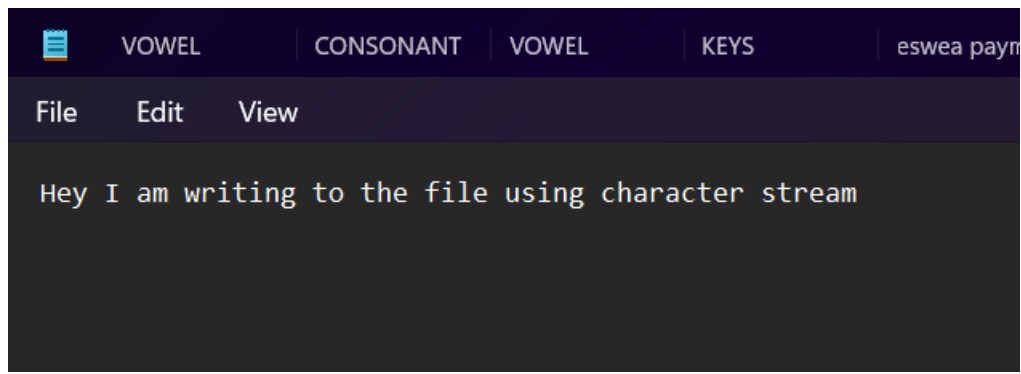 VOWEL CONSONANT VOWEL KEYS eswea paym
File Edit View
Hey I am writing to the file using character stream